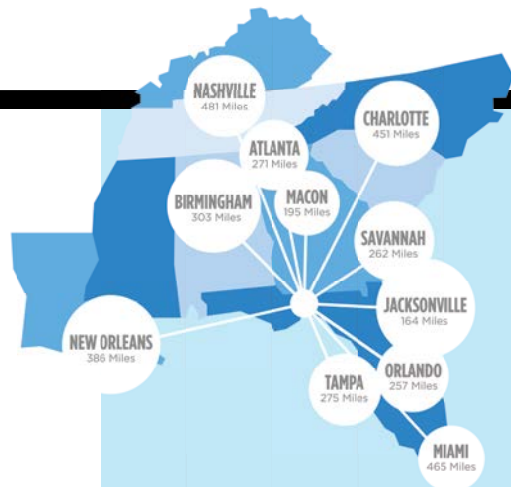 NASHVILLE
481 Miles
CHARLOTTE
451 Miles
ATLANTA
271 Miles
BIRMINGHAM
303 Miles
MACON
195 Miles
SAVANNAH
262 Miles
JACKSONVILLE
164 Miles
NEW ORLEANS
386 Miles
TAMPA
275 Miles
ORLANDO
257 Miles
MIAMI
465 Miles